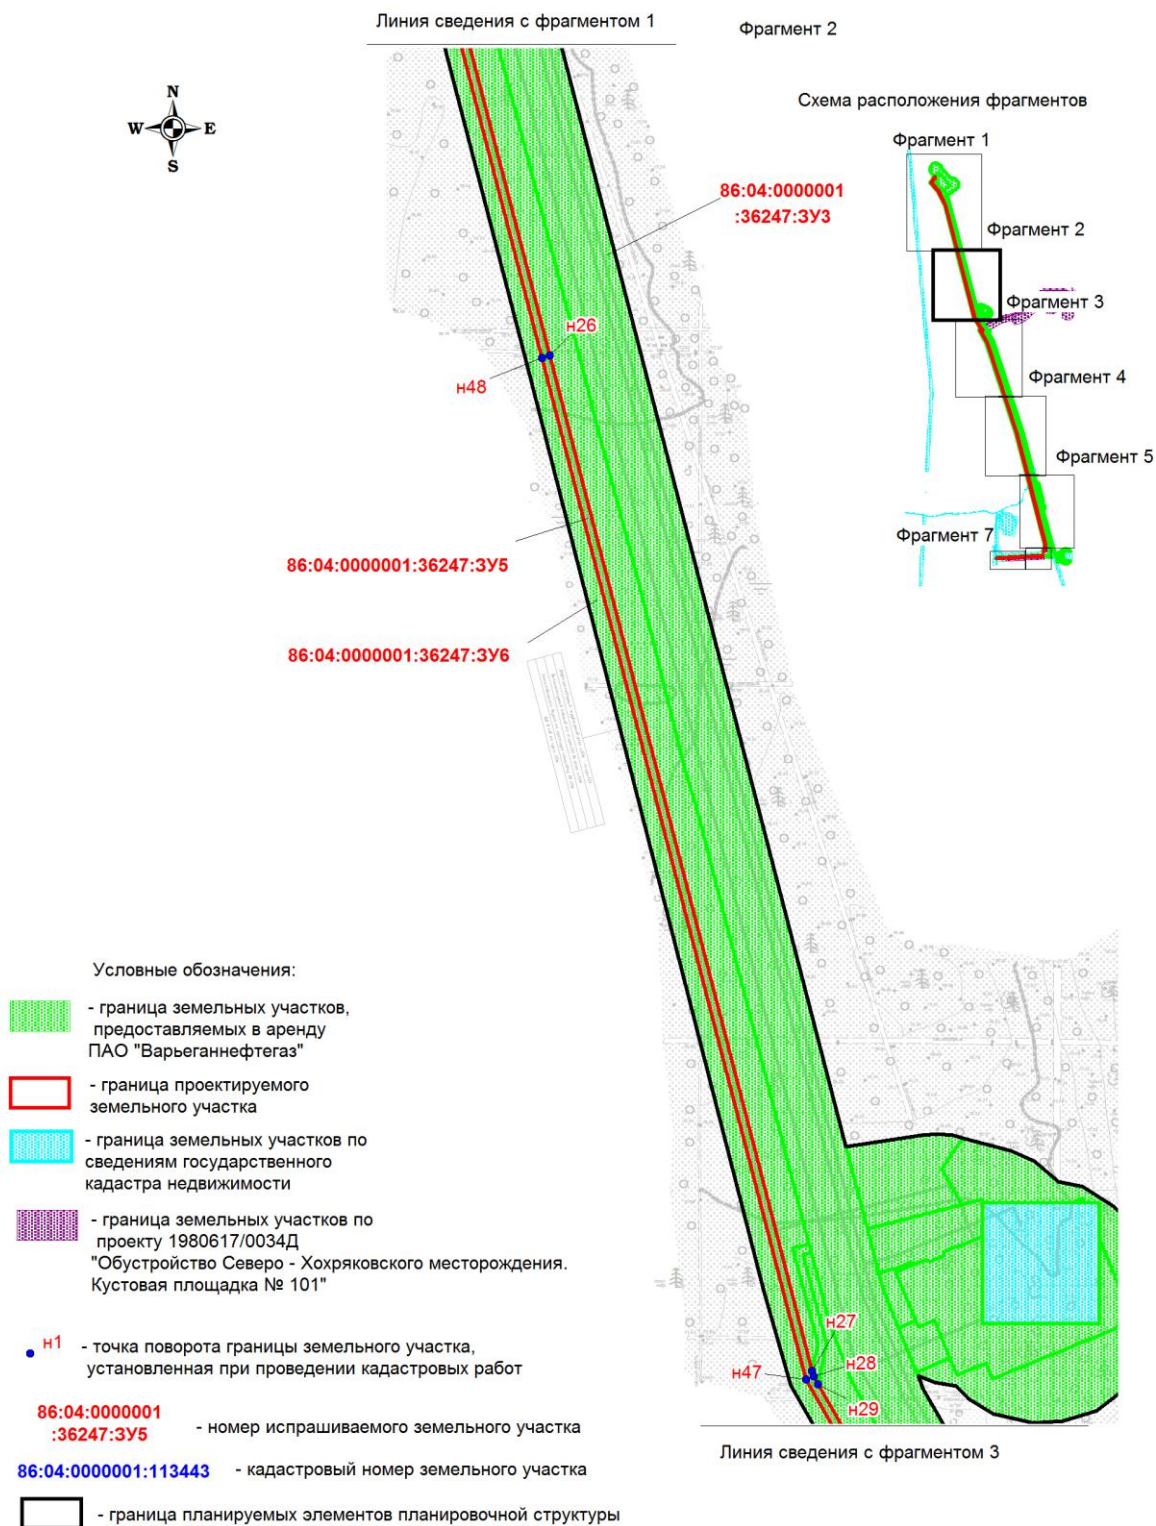 Линия сведения с фрагментом 1
Фрагмент 2
N
W E
S
Схема расположения фрагментов
Фрагмент 1
Фрагмент 2
Фрагмент 3
Фрагмент 4
Фрагмент 5
Фрагмент 7
86:04:0000001
:36247:ЗУ3
н26
н48
86:04:0000001:36247:ЗУ5
86:04:0000001:36247:ЗУ6
н27
н28
н47
н29
Линия сведения с фрагментом 3
Условные обозначения:
- граница земельных участков,
предоставляемых в аренду
ПАО "Варьеганнефтегаз"
- граница проектируемого
земельного участка
- граница земельных участков по
сведениям государственного
кадастра недвижимости
- граница земельных участков по
проекту 1980617/0034Д
"Обустройство Северо - Хохряковского месторождения.
Кустовая площадка № 101"
н1 - точка поворота границы земельного участка,
установленная при проведении кадастровых работ
86:04:0000001
:36247:ЗУ5 - номер испрашиваемого земельного участка
86:04:0000001:113443 - кадастровый номер земельного участка
- граница планируемых элементов планировочной структуры